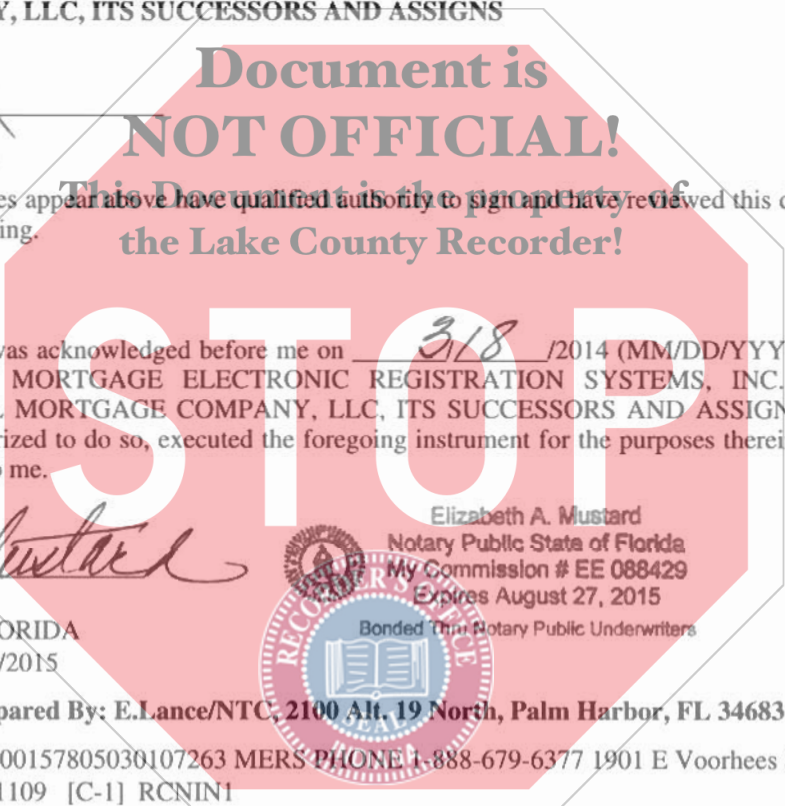 Y, LLC, ITS SUCCESSORS AND ASSIGNS
Document is
NOT OFFICIAL!
es appear above have qualified authority to sign and have reviewed this
This Document is the property of
ing.
the Lake County Recorder!
STOP
was acknowledged before me on 3/8 /2014 (MM/DD/YYY
MORTGAGE ELECTRONIC REGISTRATION SYSTEMS, INC.
L MORTGAGE COMPANY, LLC, ITS SUCCESSORS AND ASSIGN
rized to do so, executed the foregoing instrument for the purposes therei
o me.
Mustard
Elizabeth A. Mustard
Notary Public State of Florida
My Commission # EE 088429
Expires August 27, 2015
Bonded Thru Notary Public Underwriters
RECORDER'S OFFICE
SEAL
INDIANA
ORIDA
/2015
pared By: E.Lance/NTC, 2100 Alt. 19 North, Palm Harbor, FL 34683
00157805030107263 MERS PHONE 1-888-679-6377 1901 E Voorhees
1109 [C-1] RCNIN1